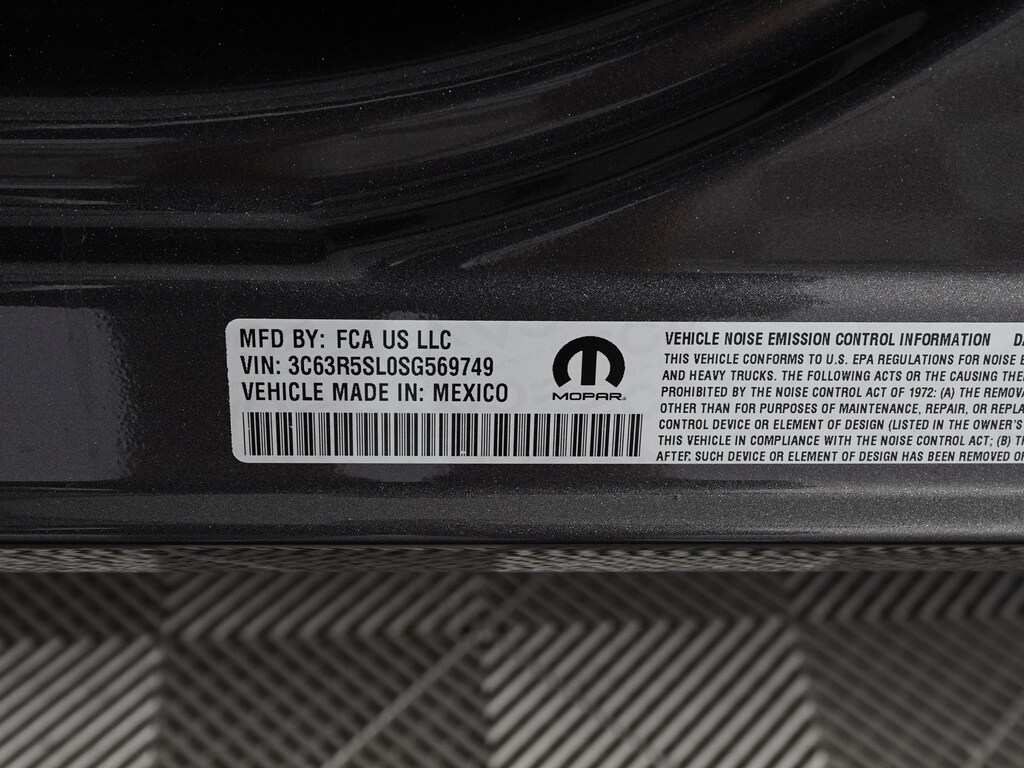 MFD BY: FCA US LLC
VIN: 3C63R5SL0SG569749
VEHICLE MADE IN: MEXICO
MOPAR
VEHICLE NOISE EMISSION CONTROL INFORMATION
THIS VEHICLE CONFORMS TO U.S. EPA REGULATIONS FOR NOISE
AND HEAVY TRUCKS. THE FOLLOWING ACTS OR THE CAUSING
PROHIBITED BY THE NOISE CONTROL ACT OF 1972: (A) THE
OTHER THAN FOR PURPOSES OF MAINTENANCE, REPAIR, OR
CONTROL DEVICE OR ELEMENT OF DESIGN (LISTED IN THE OWNER'S
THIS VEHICLE IN COMPLIANCE WITH THE NOISE CONTROL ACT; (B)
AFTER SUCH DEVICE OR ELEMENT OF DESIGN HAS BEEN REMOVED